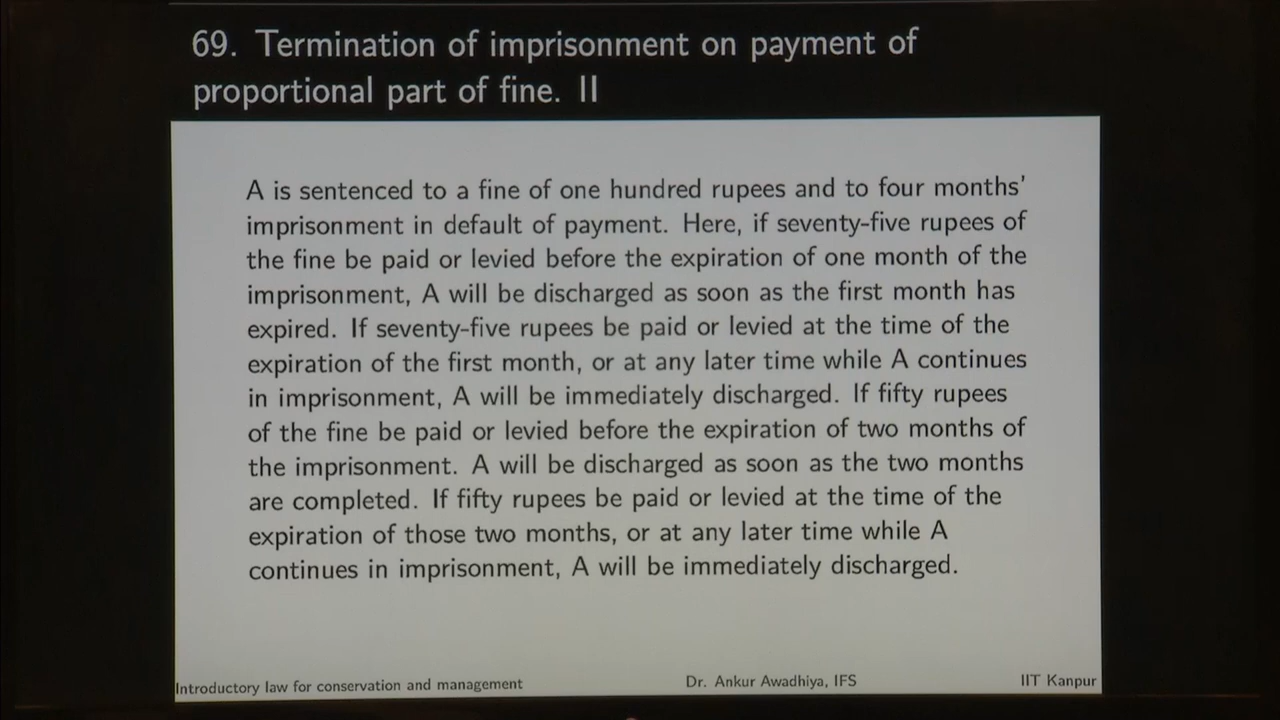 69. Termination of imprisonment on payment of
proportional part of fine. II
A is sentenced to a fine of one hundred rupees and to four months'
imprisonment in default of payment. Here, if seventy-five rupees of
the fine be paid or levied before the expiration of one month of the
imprisonment, A will be discharged as soon as the first month has
expired. If seventy-five rupees be paid or levied at the time of the
expiration of the first month, or at any later time while A continues
in imprisonment, A will be immediately discharged. If fifty rupees
of the fine be paid or levied before the expiration of two months of
the imprisonment. A will be discharged as soon as the two months
are completed. If fifty rupees be paid or levied at the time of the
expiration of those two months, or at any later time while A
continues in imprisonment, A will be immediately discharged.
Introductory law for conservation and management Dr. Ankur Awadhiya, IFS IIT Kanpur